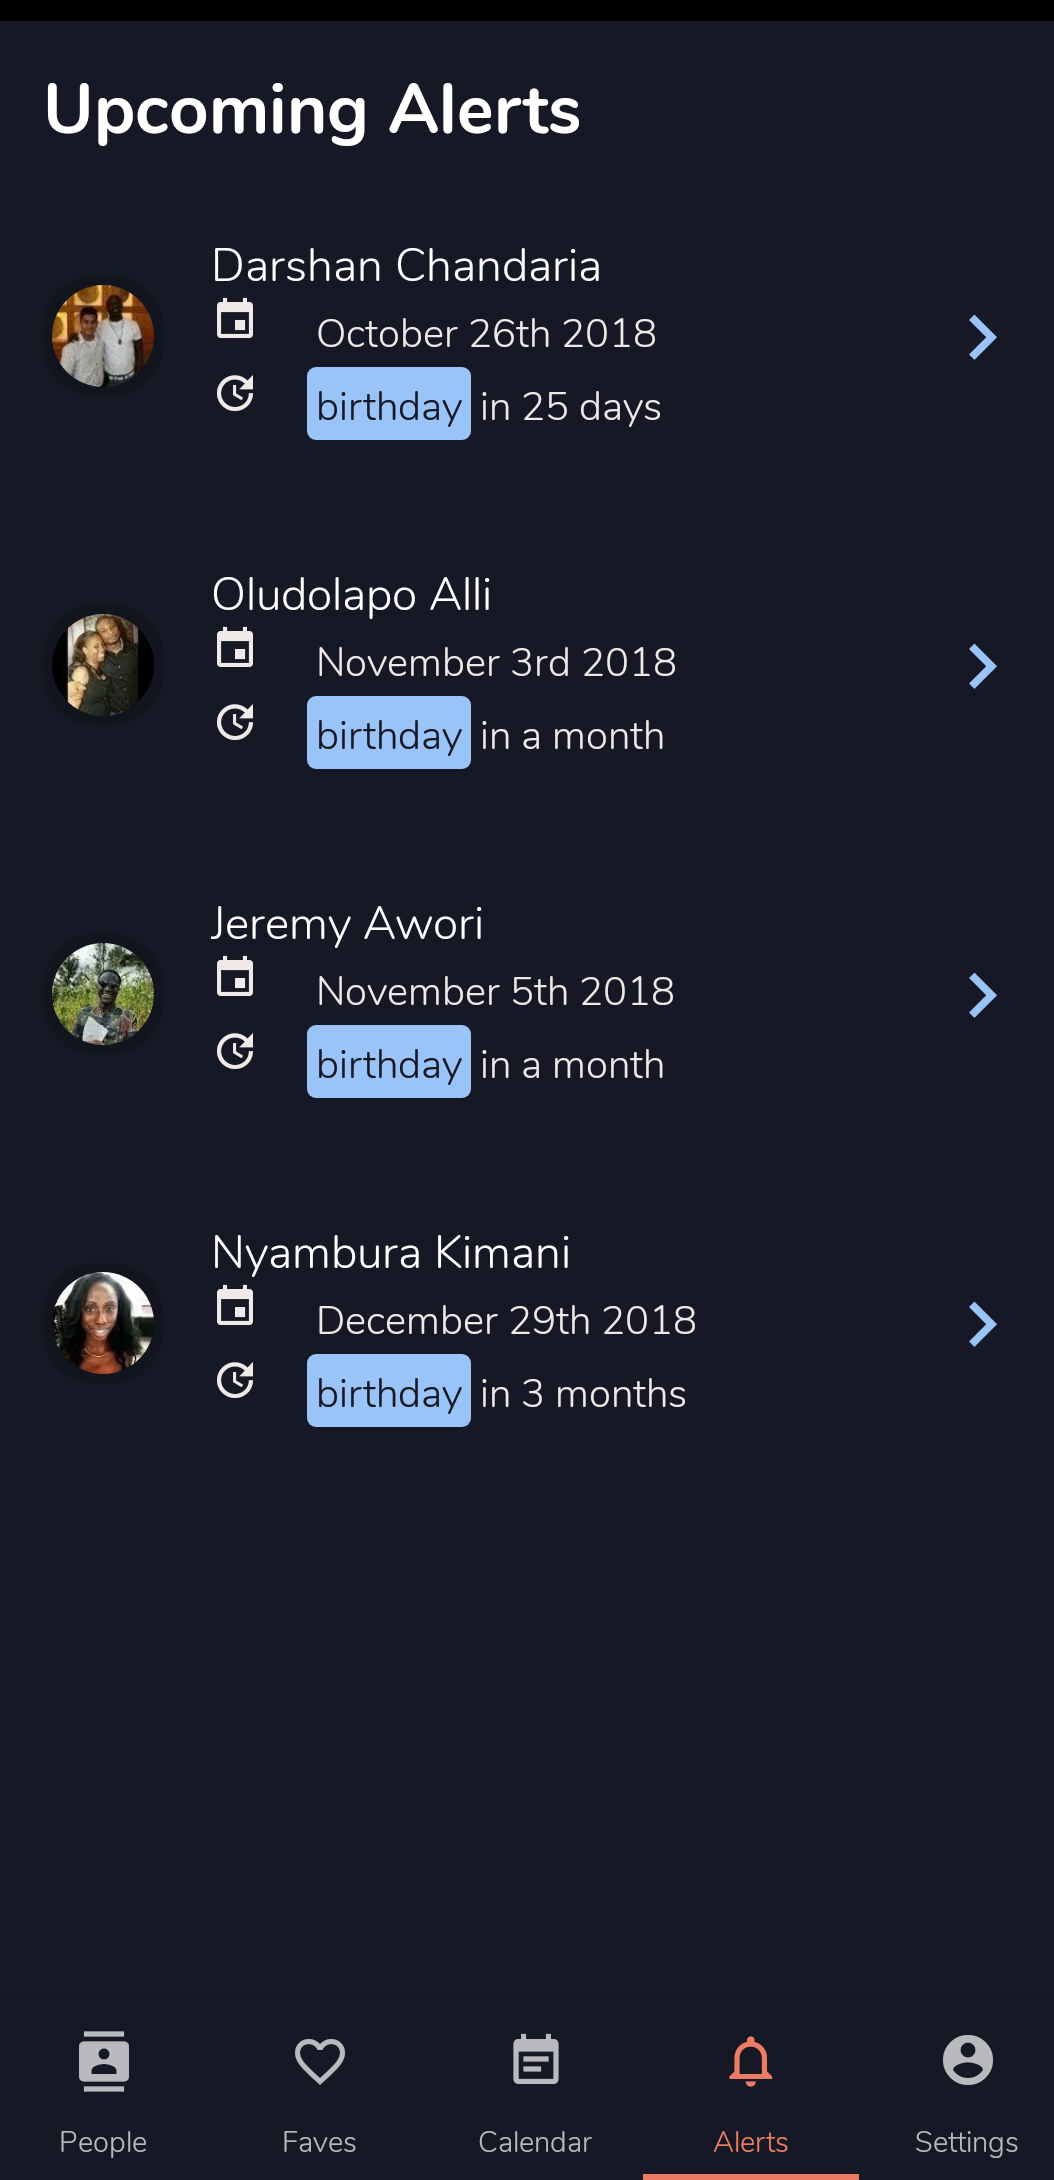 Upcoming Alerts
Darshan Chandaria
October 26th 2018
birthday in 25 days
Oludolapo Alli
November 3rd 2018
birthday in a month
Jeremy Awori
November 5th 2018
birthday in a month
Nyambura Kimani
December 29th 2018
birthday in 3 months
People Faves Calendar Alerts Settings